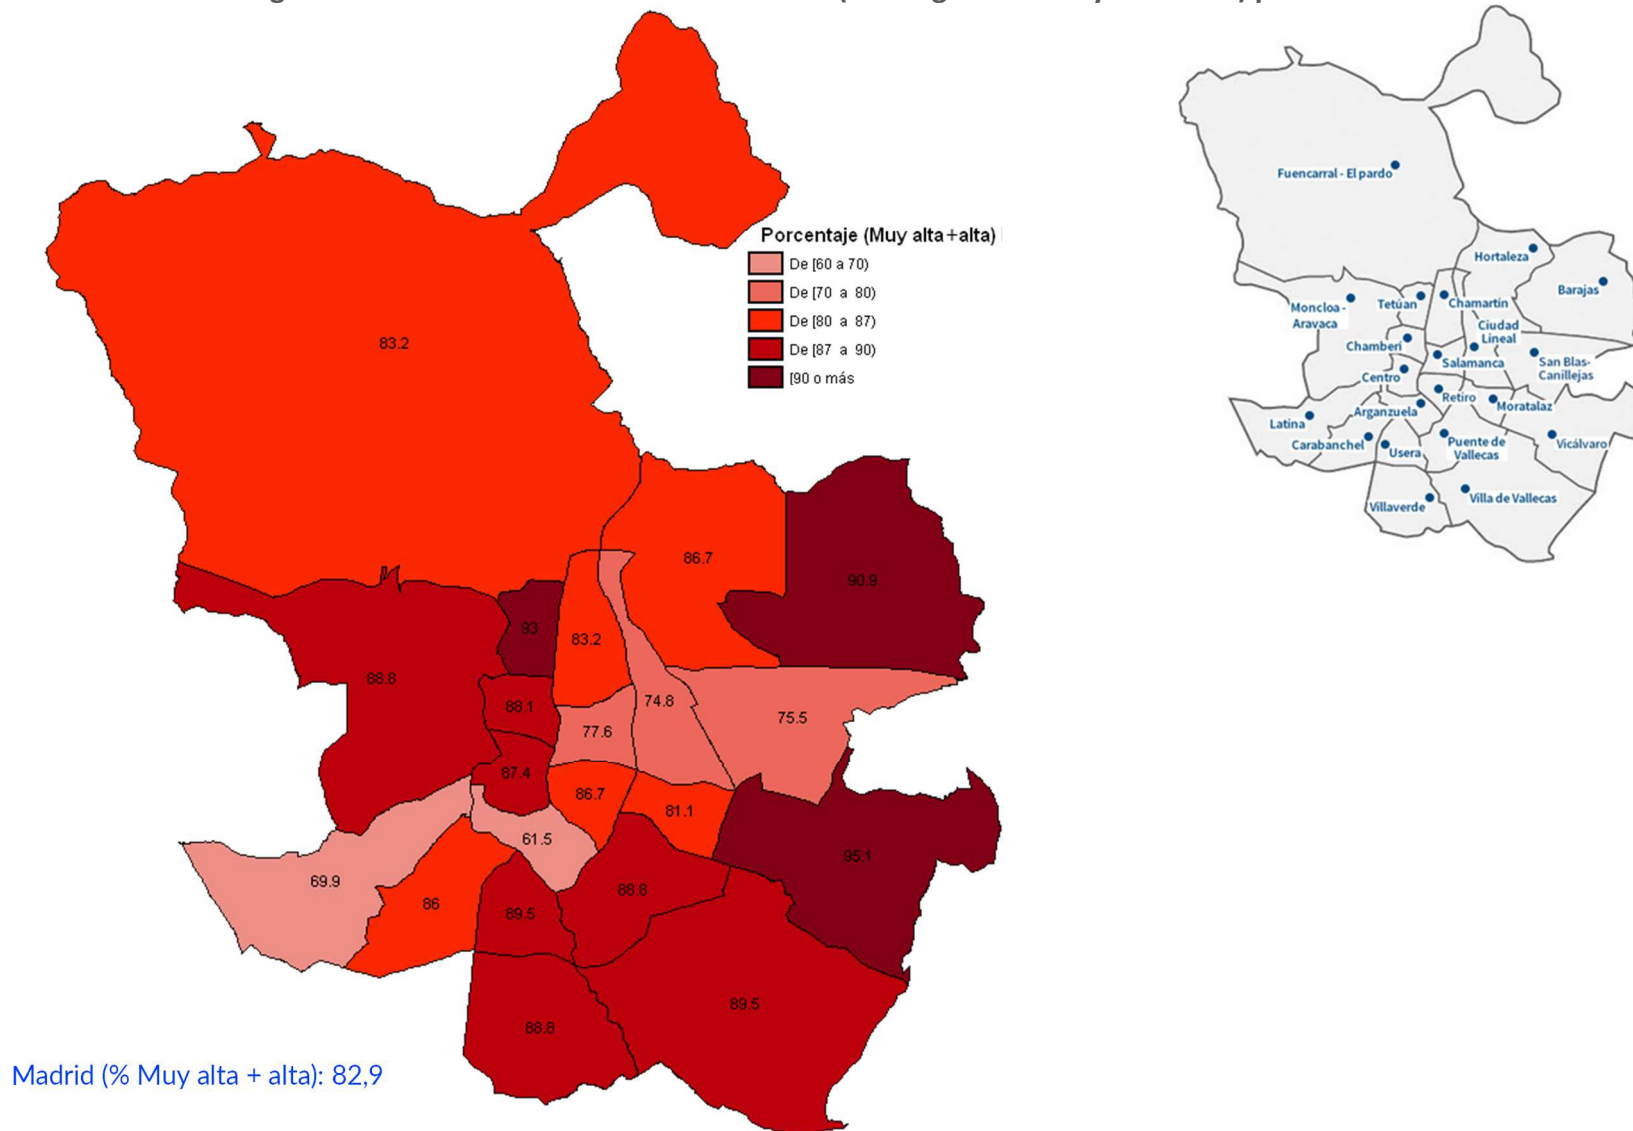 Porcentaje (Muy alta+alta)
De [60 a 70)
De [70 a 80)
De [80 a 87)
De [87 a 90)
[90 o más
83.2
86.7
90.9
93
83.2
88.8
88.1
74.8
77.6
75.5
87.4
86.7
81.1
61.5
95.1
69.9
86
89.5
88.8
89.5
88.8
Madrid (% Muy alta + alta): 82,9
Fuencarral - El pardo
Hortaleza
Barajas
Moncloa -
Aravaca
Tetúan
Chamartín
Ciudad
Lineal
Chamberí
Salamanca
San Blas-
Canillejas
Centro
Retiro
Moratalaz
Arganzuela
Latina
Carabanchel
Usera
Puente de
Vallecas
Vicálvaro
Villa de Vallecas
Villaverde